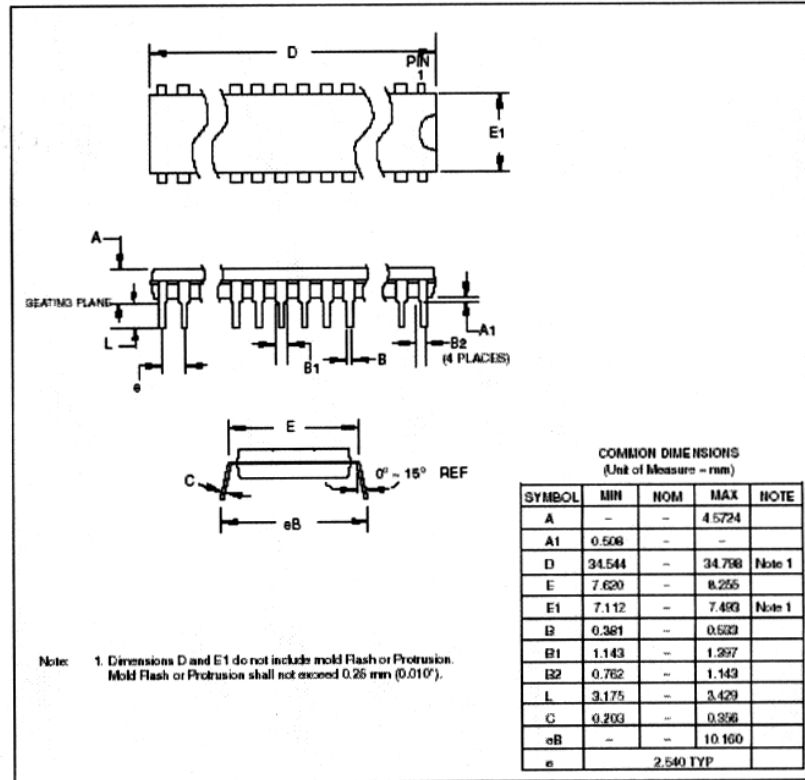 D
PIN
1
E1
A
SEATING PLANE
L
e
B1
B
B2
(4 PLACES)
A1
E
C
0° ~ 15° REF
eB
COMMON DIMENSIONS
(Unit of Measure = mm)
SYMBOL MIN NOM MAX NOTE
A – – 4.5724
A1 0.508 – –
D 34.544 – 34.798 Note 1
E 7.620 – 8.255
E1 7.112 – 7.493 Note 1
B 0.381 – 0.533
B1 1.143 – 1.397
B2 0.762 – 1.143
L 3.175 – 3.429
C 0.203 – 0.356
eB – – 10.160
e 2.540 TYP
Note: 1. Dimensions D and E1 do not include mold Flash or Protrusion.
Mold Flash or Protrusion shall not exceed 0.25 mm (0.010").